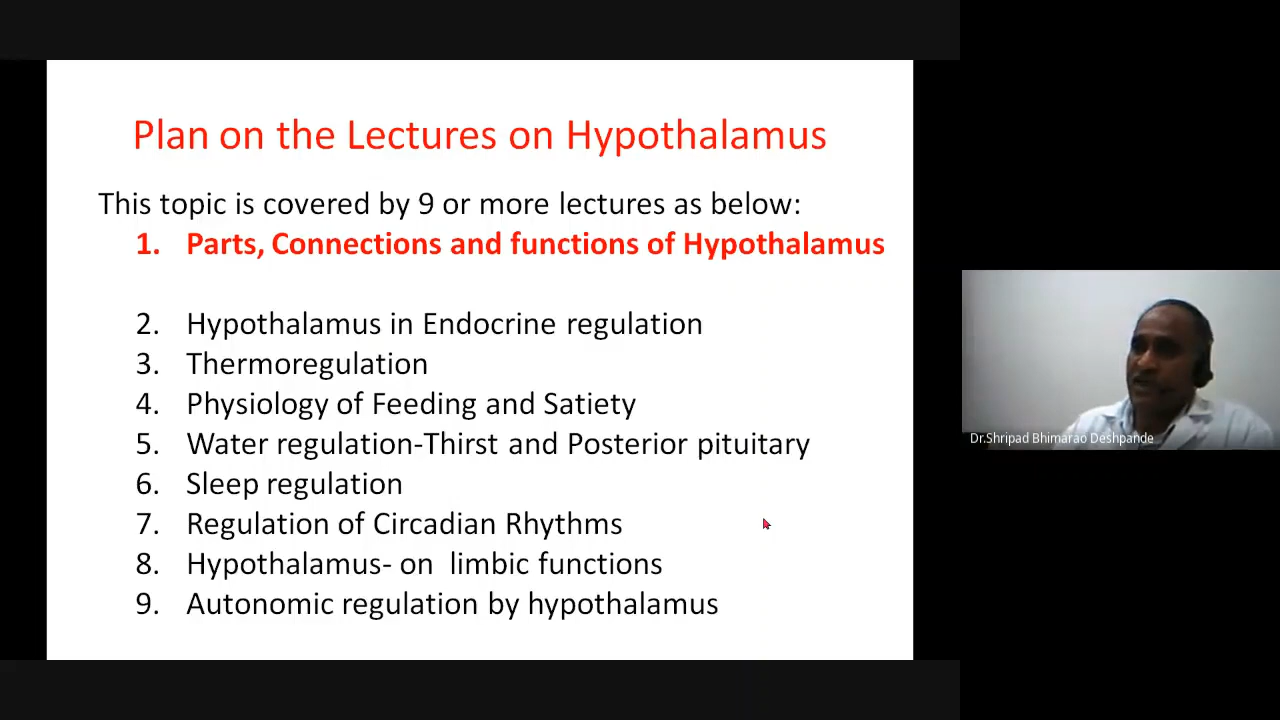 Plan on the Lectures on Hypothalamus
This topic is covered by 9 or more lectures as below:
1. Parts, Connections and functions of Hypothalamus
2. Hypothalamus in Endocrine regulation
3. Thermoregulation
4. Physiology of Feeding and Satiety
5. Water regulation-Thirst and Posterior pituitary
6. Sleep regulation
7. Regulation of Circadian Rhythms
8. Hypothalamus- on limbic functions
9. Autonomic regulation by hypothalamus
Dr.Shripad Bhimarao Deshpande